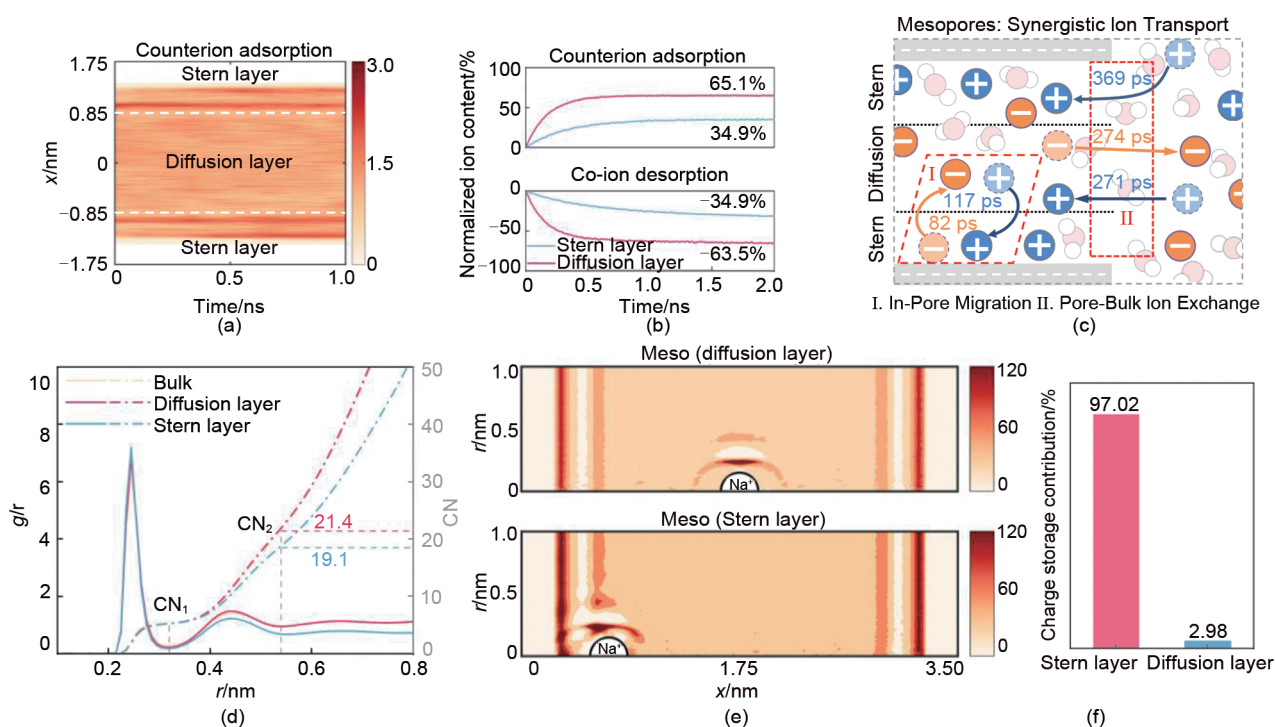 Counterion adsorption
1.75
0.85
0
−0.85
−1.75
x/nm
Stern layer
Diffusion layer
Stern layer
3.0
1.5
0
0
0.5
1.0
Time/ns
(a)
Counterion adsorption
100
50
0
65.1%
34.9%
Normalized ion content/%
Co-ion desorption
0
−50
−100
−34.9%
−63.5%
Stern layer
Diffusion layer
0
0.5
1.0
1.5
2.0
Time/ns
(b)
Mesopores: Synergistic Ion Transport
Stern
Diffusion
Stern
369 ps
274 ps
271 ps
I
117 ps
82 ps
II
I. In-Pore Migration II. Pore-Bulk Ion Exchange
(c)
10
8
6
4
2
0
g/r
Bulk
Diffusion layer
Stern layer
CN₂
21.4
19.1
CN₁
50
40
30
20
10
0
CN
0.2
0.4
0.6
0.8
r/nm
(d)
Meso (diffusion layer)
1.0
0.5
0
r/nm
Na⁺
120
60
0
Meso (Stern layer)
1.0
0.5
0
r/nm
Na⁺
120
60
0
0
1.75
3.50
x/nm
(e)
Charge storage contribution/%
97.02
2.98
Stern layer
Diffusion layer
(f)